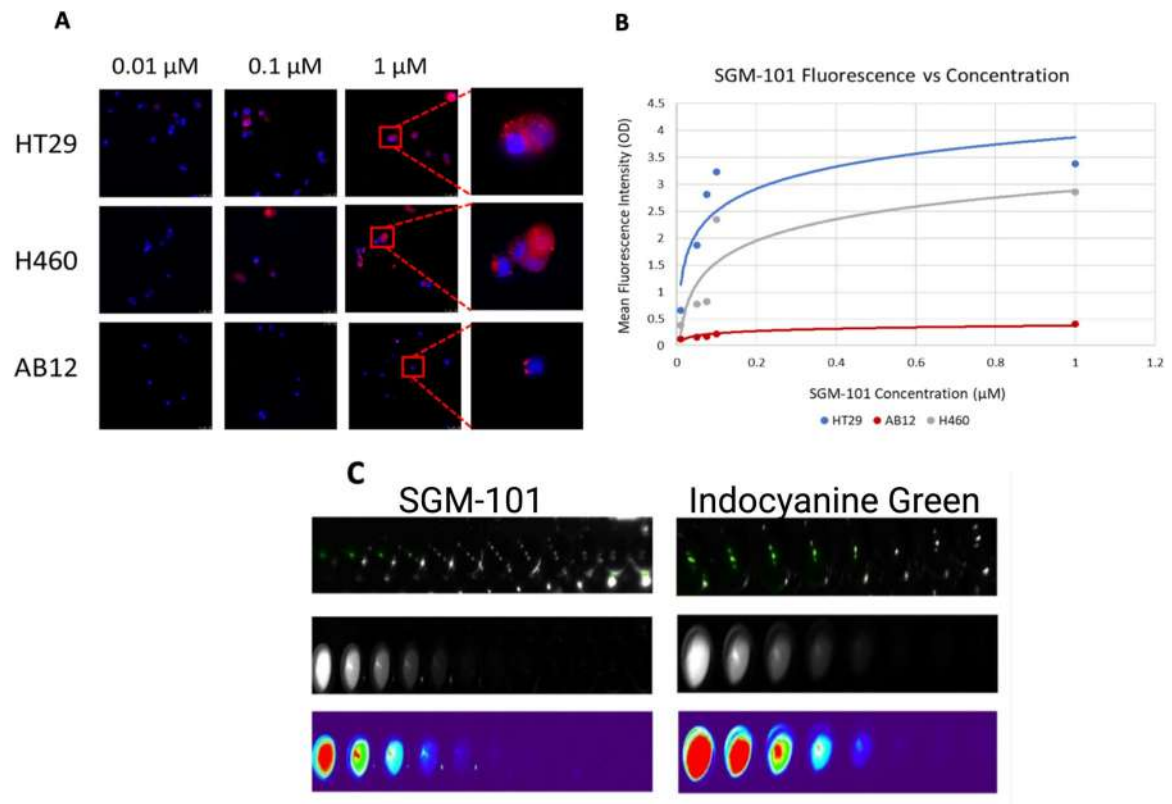 A
0.01 μM 0.1 μM 1 μM
HT29
H460
AB12
B
SGM-101 Fluorescence vs Concentration
Mean Fluorescence Intensity (OD)
4.5
4
3.5
3
2.5
2
1.5
1
0.5
0
0 0.2 0.4 0.6 0.8 1 1.2
SGM-101 Concentration (μM)
HT29 AB12 H460
C
SGM-101 Indocyanine Green